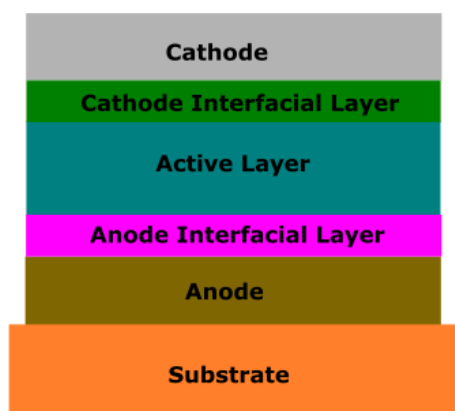 Cathode
Cathode Interfacial Layer
Active Layer
Anode Interfacial Layer
Anode
Substrate